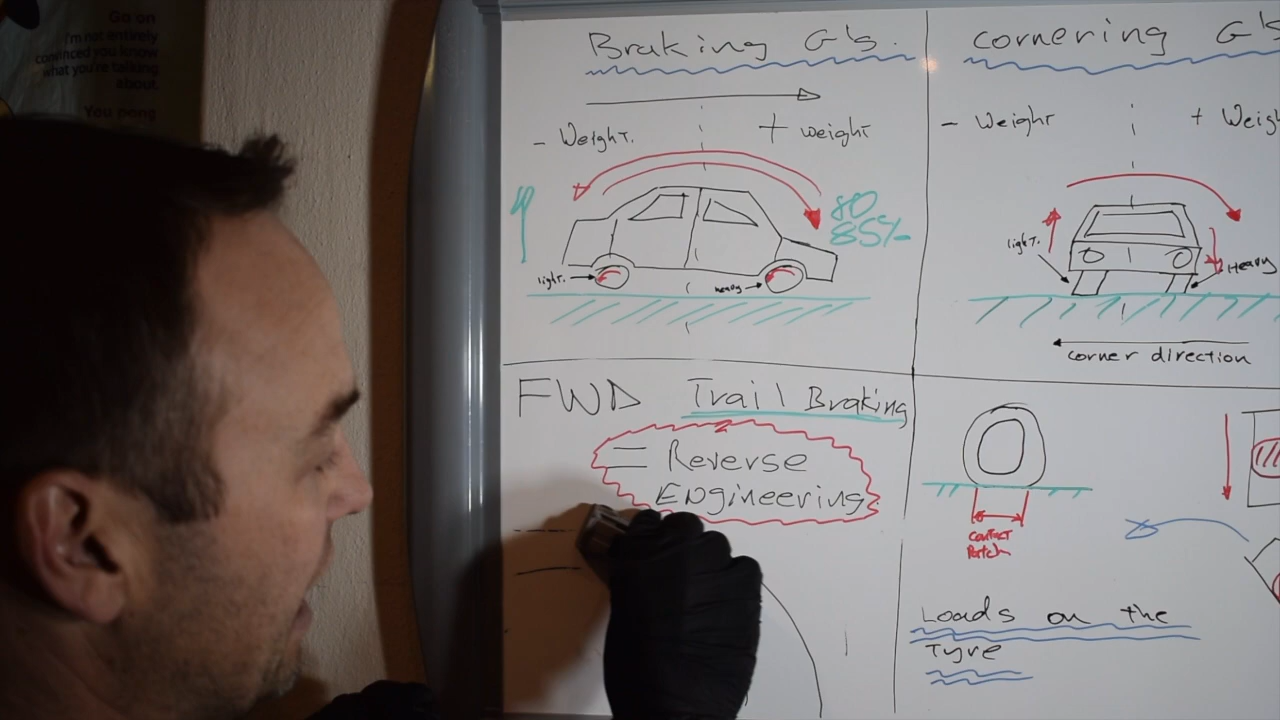 Go on
I'm not entirely
convinced you know
what you're talking
about.
You pong
Braking G's.
- Weight. + weight
80
85%
light. heavy
cornering G's
- Weight + Weigh
light. Heavy
corner direction
FWD Trail Braking
= Reverse
Engineering
contact
Patch
Loads on the
Tyre